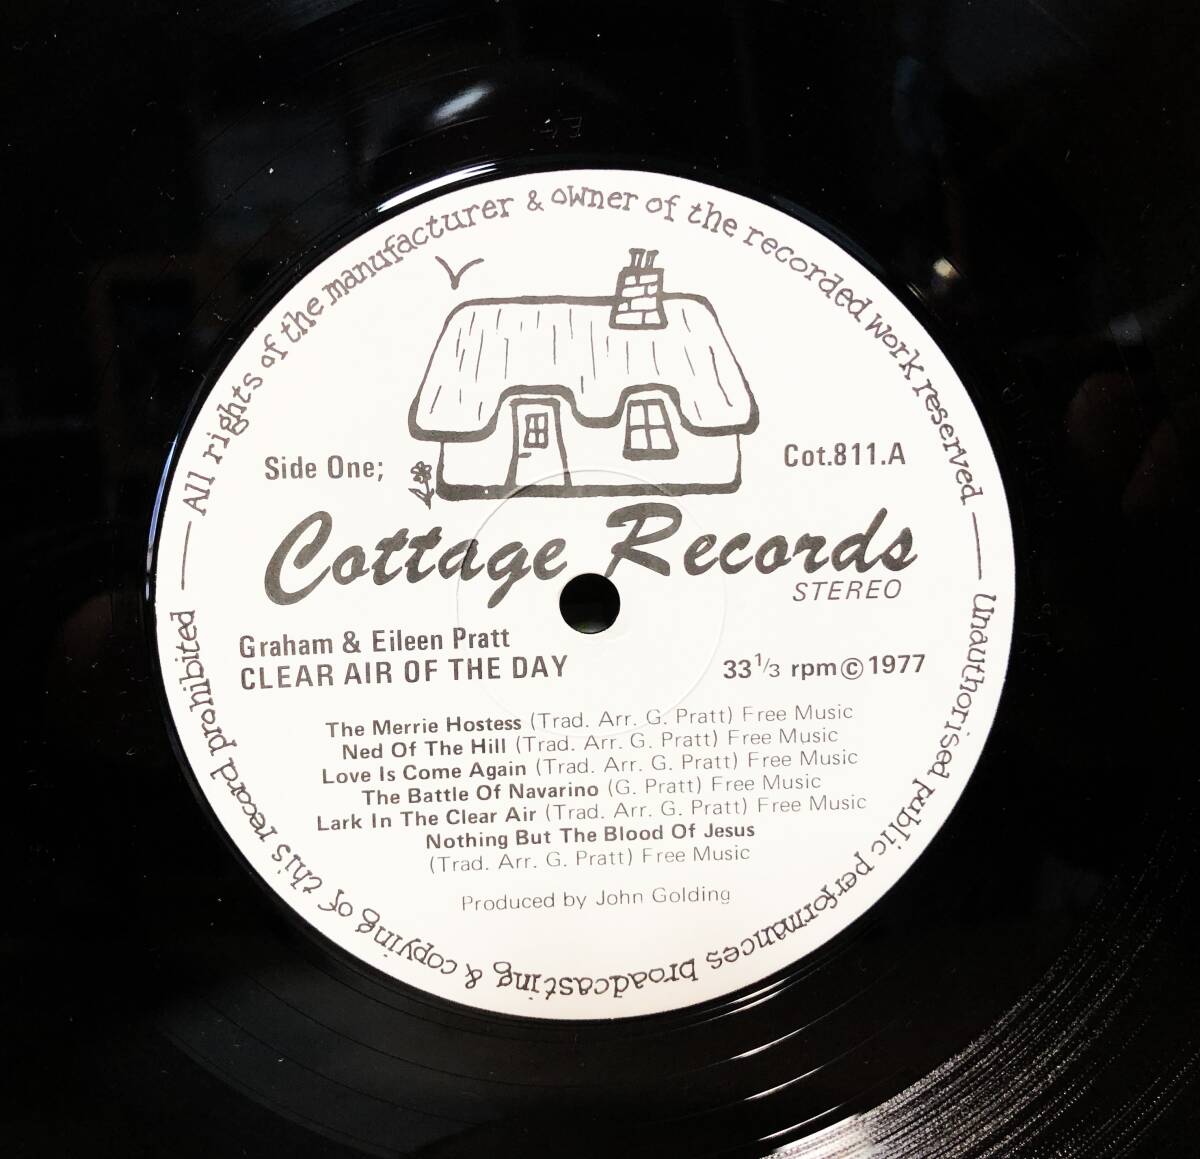 All rights of the manufacturer & owner of the recorded work reserved
Unauthorised public performances broadcasting & copying of this record prohibited
Side One;
Cot.811.A
Cottage Records
STEREO
Graham & Eileen Pratt
CLEAR AIR OF THE DAY
33 1/3 rpm © 1977
The Merrie Hostess (Trad. Arr. G. Pratt) Free Music
Ned Of The Hill (Trad. Arr. G. Pratt) Free Music
Love Is Come Again (Trad. Arr. G. Pratt) Free Music
The Battle Of Navarino (G. Pratt) Free Music
Lark In The Clear Air (Trad. Arr. G. Pratt) Free Music
Nothing But The Blood Of Jesus
(Trad. Arr. G. Pratt) Free Music
Produced by John Golding